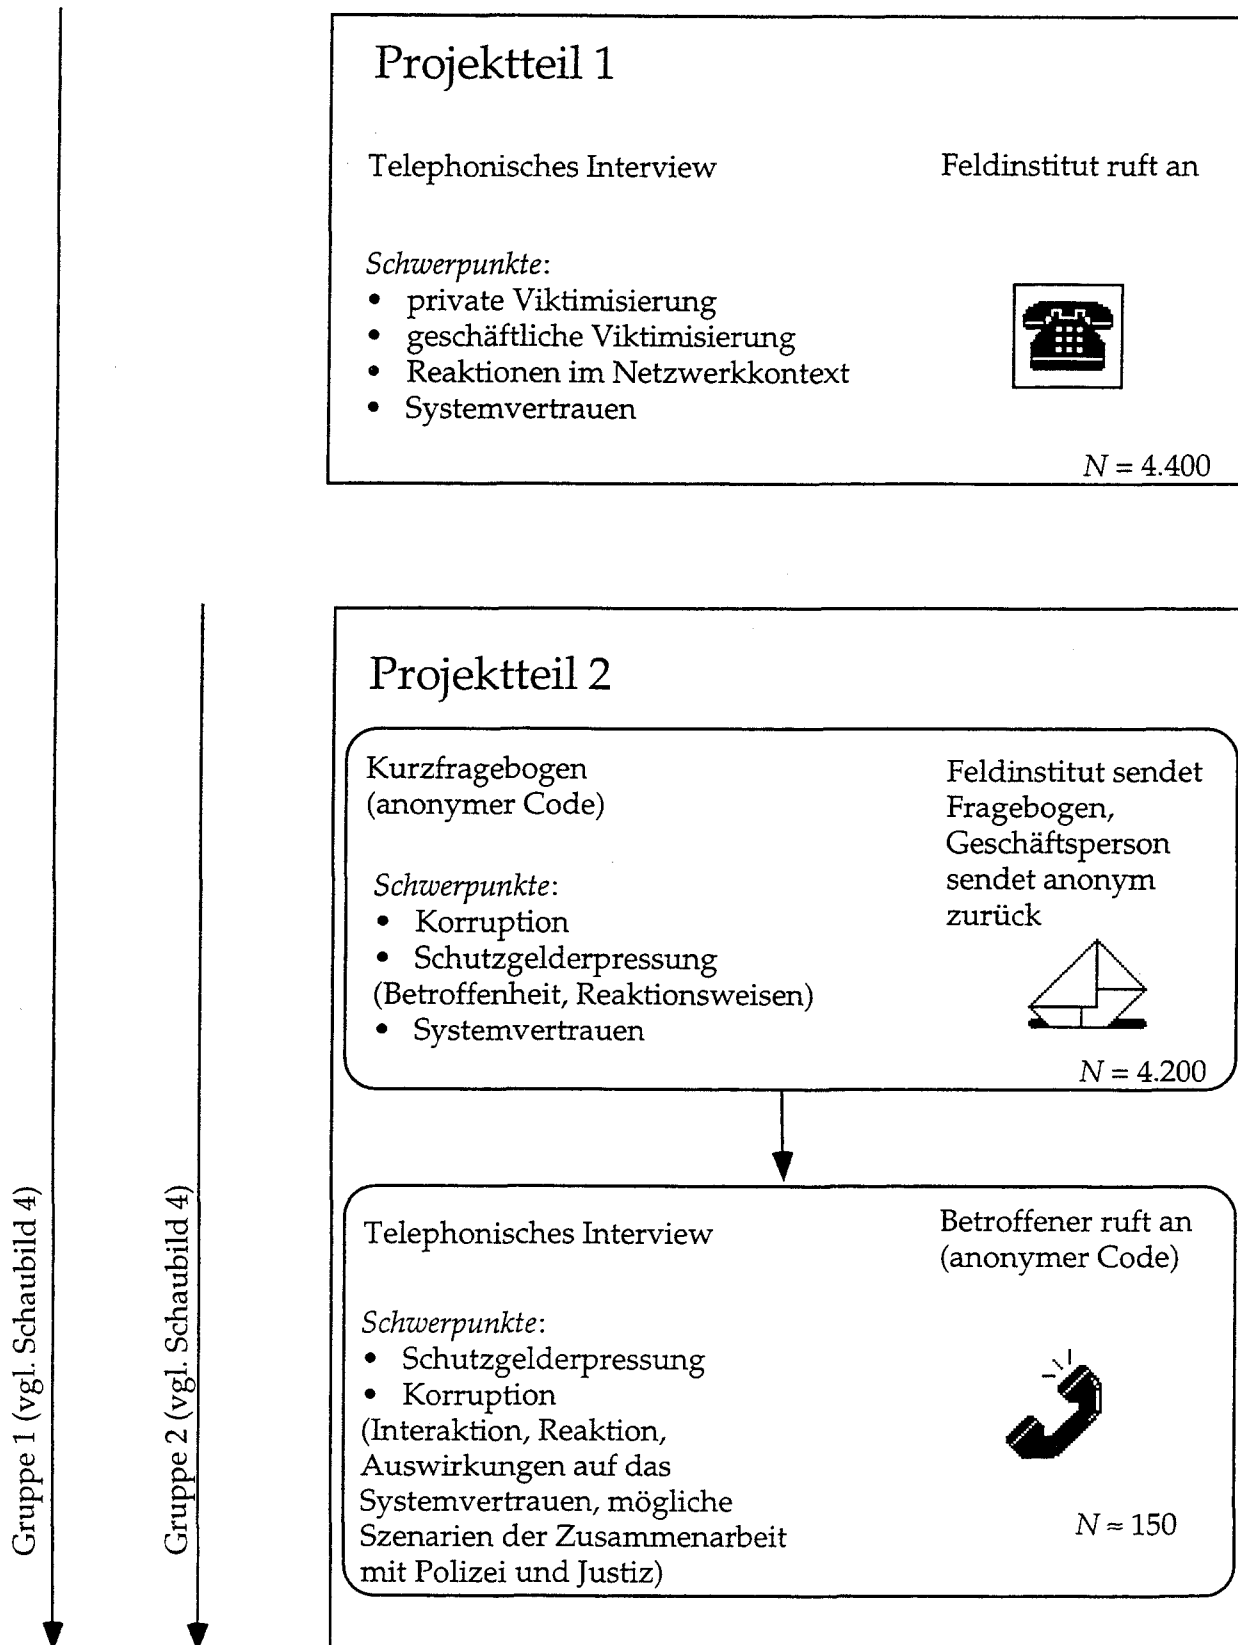 Projektteil 1
Telephonisches Interview
Feldinstitut ruft an
Schwerpunkte:
• private Viktimisierung
• geschäftliche Viktimisierung
• Reaktionen im Netzwerkkontext
• Systemvertrauen
N = 4.400
Projektteil 2
Kurzfragebogen
(anonymer Code)
Feldinstitut sendet
Fragebogen,
Geschäftsperson
sendet anonym
zurück
Schwerpunkte:
• Korruption
• Schutzgelderpressung
(Betroffenheit, Reaktionsweisen)
• Systemvertrauen
N = 4.200
Telephonisches Interview
Betroffener ruft an
(anonymer Code)
Schwerpunkte:
• Schutzgelderpressung
• Korruption
(Interaktion, Reaktion,
Auswirkungen auf das
Systemvertrauen, mögliche
Szenarien der Zusammenarbeit
mit Polizei und Justiz)
N ≈ 150
Gruppe 1 (vgl. Schaubild 4)
Gruppe 2 (vgl. Schaubild 4)